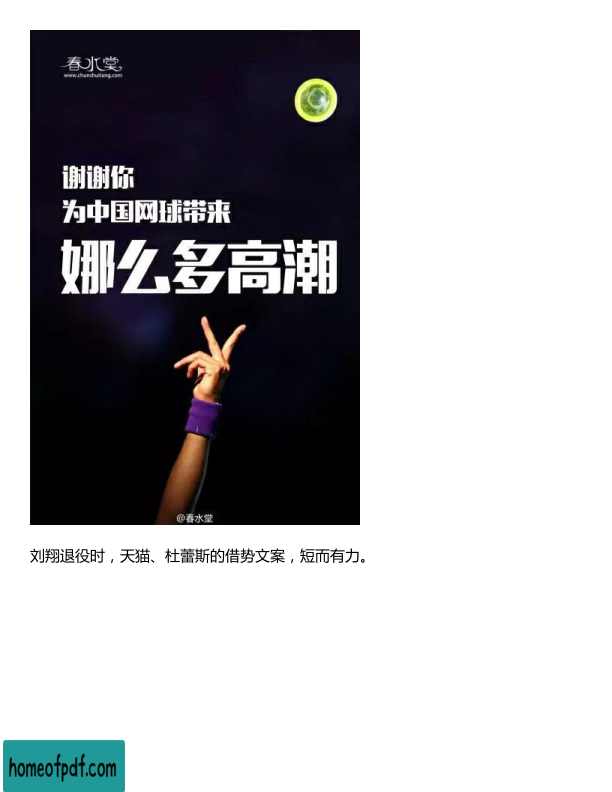 春水堂
www.chunshuitang.com
谢谢你
为中国网球带来
娜么多高潮
@春水堂
刘翔退役时，天猫、杜蕾斯的借势文案，短而有力。
homeofpdf.com